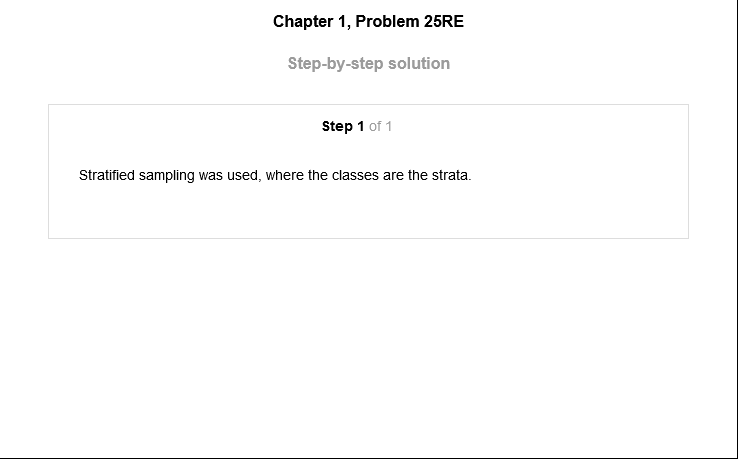 Chapter 1, Problem 25RE
Step-by-step solution
Step 1 of 1
Stratified sampling was used, where the classes are the strata.